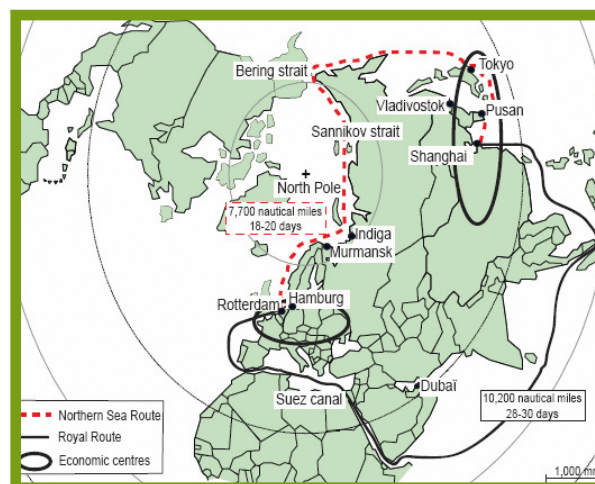 Tokyo
Bering strait
Vladivostok
Pusan
Sannikov strait
Shanghai
North Pole
7,700 nautical miles
18-20 days
Indiga
Murmansk
Hamburg
Rotterdam
Dubaï
Suez canal
10,200 nautical miles
28-30 days
Northern Sea Route
Royal Route
Economic centres